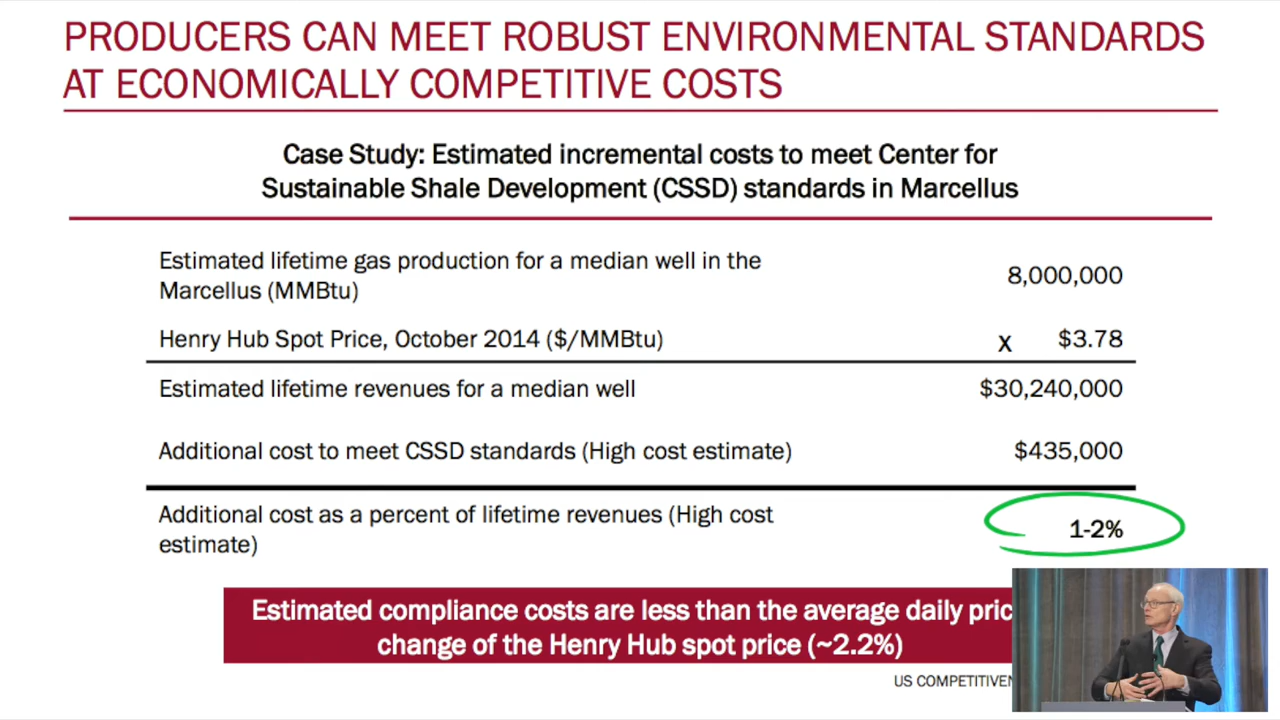 PRODUCERS CAN MEET ROBUST ENVIRONMENTAL STANDARDS
AT ECONOMICALLY COMPETITIVE COSTS
Case Study: Estimated incremental costs to meet Center for
Sustainable Shale Development (CSSD) standards in Marcellus
Estimated lifetime gas production for a median well in the
Marcellus (MMBtu)
8,000,000
Henry Hub Spot Price, October 2014 ($/MMBtu)
x $3.78
Estimated lifetime revenues for a median well
$30,240,000
Additional cost to meet CSSD standards (High cost estimate)
$435,000
Additional cost as a percent of lifetime revenues (High cost
estimate)
1-2%
Estimated compliance costs are less than the average daily
change of the Henry Hub spot price (~2.2%)
US